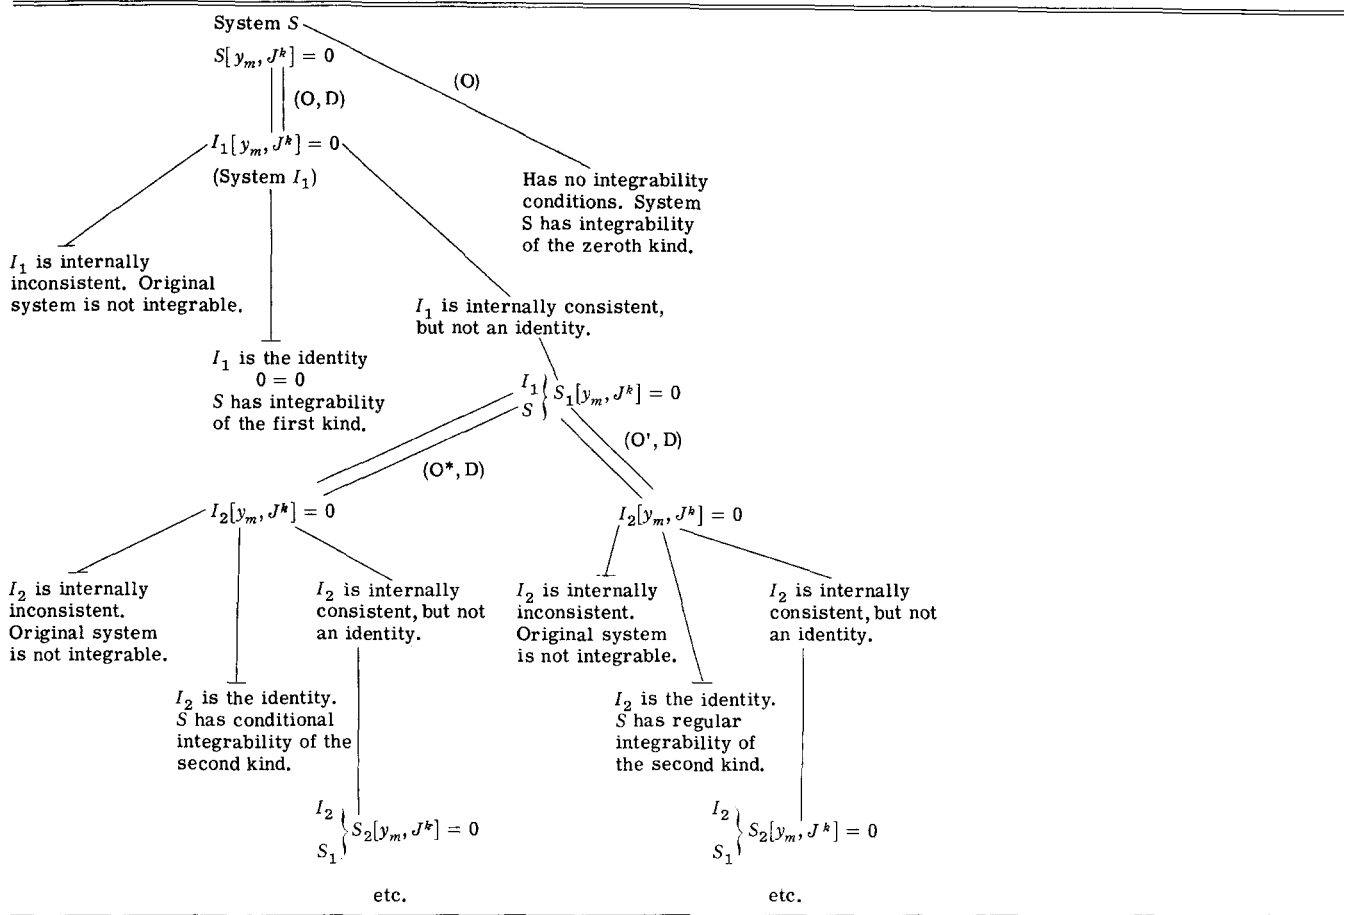 System S
S[y_m, J^k] = 0
(O)
(O, D)
I_1[y_m, J^k] = 0
(System I_1)
Has no integrability
conditions. System
S has integrability
of the zeroth kind.
I_1 is internally
inconsistent. Original
system is not integrable.
I_1 is internally consistent,
but not an identity.
I_1 is the identity
0 = 0
S has integrability
of the first kind.
I_1
S } S_1[y_m, J^k] = 0
(O*, D)
(O', D)
I_2[y_m, J^k] = 0
I_2[y_m, J^k] = 0
I_2 is internally
inconsistent.
Original system
is not integrable.
I_2 is internally
consistent, but not
an identity.
I_2 is internally
inconsistent.
Original system
is not integrable.
I_2 is internally
consistent, but not
an identity.
I_2 is the identity.
S has conditional
integrability of the
second kind.
I_2 is the identity.
S has regular
integrability of
the second kind.
I_2
S_1 } S_2[y_m, J^k] = 0
I_2
S_1 } S_2[y_m, J^k] = 0
etc.
etc.